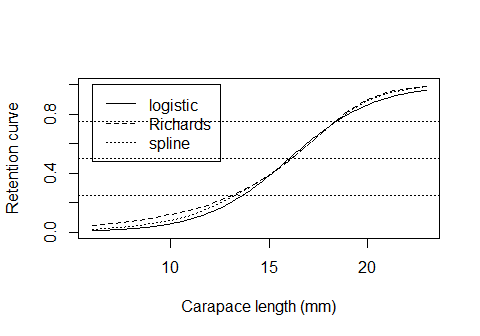 logistic
Richards
spline
Retention curve
0.0
0.4
0.8
10
15
20
Carapace length (mm)